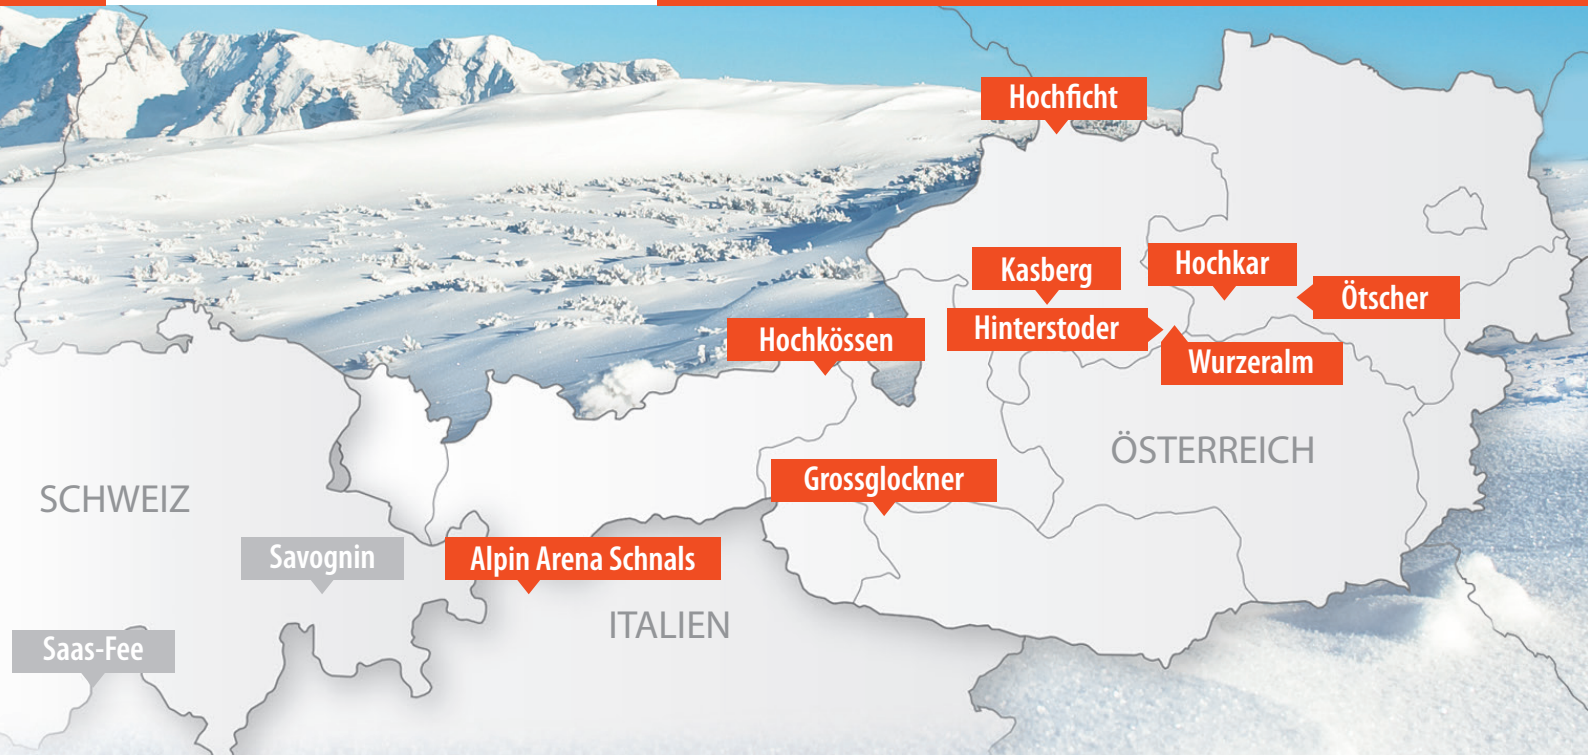 Hochficht
Kasberg
Hochkar
Ötscher
Hinterstoder
Hochkössen
Wurzeralm
ÖSTERREICH
Grossglockner
SCHWEIZ
Savognin
Alpin Arena Schnals
ITALIEN
Saas-Fee